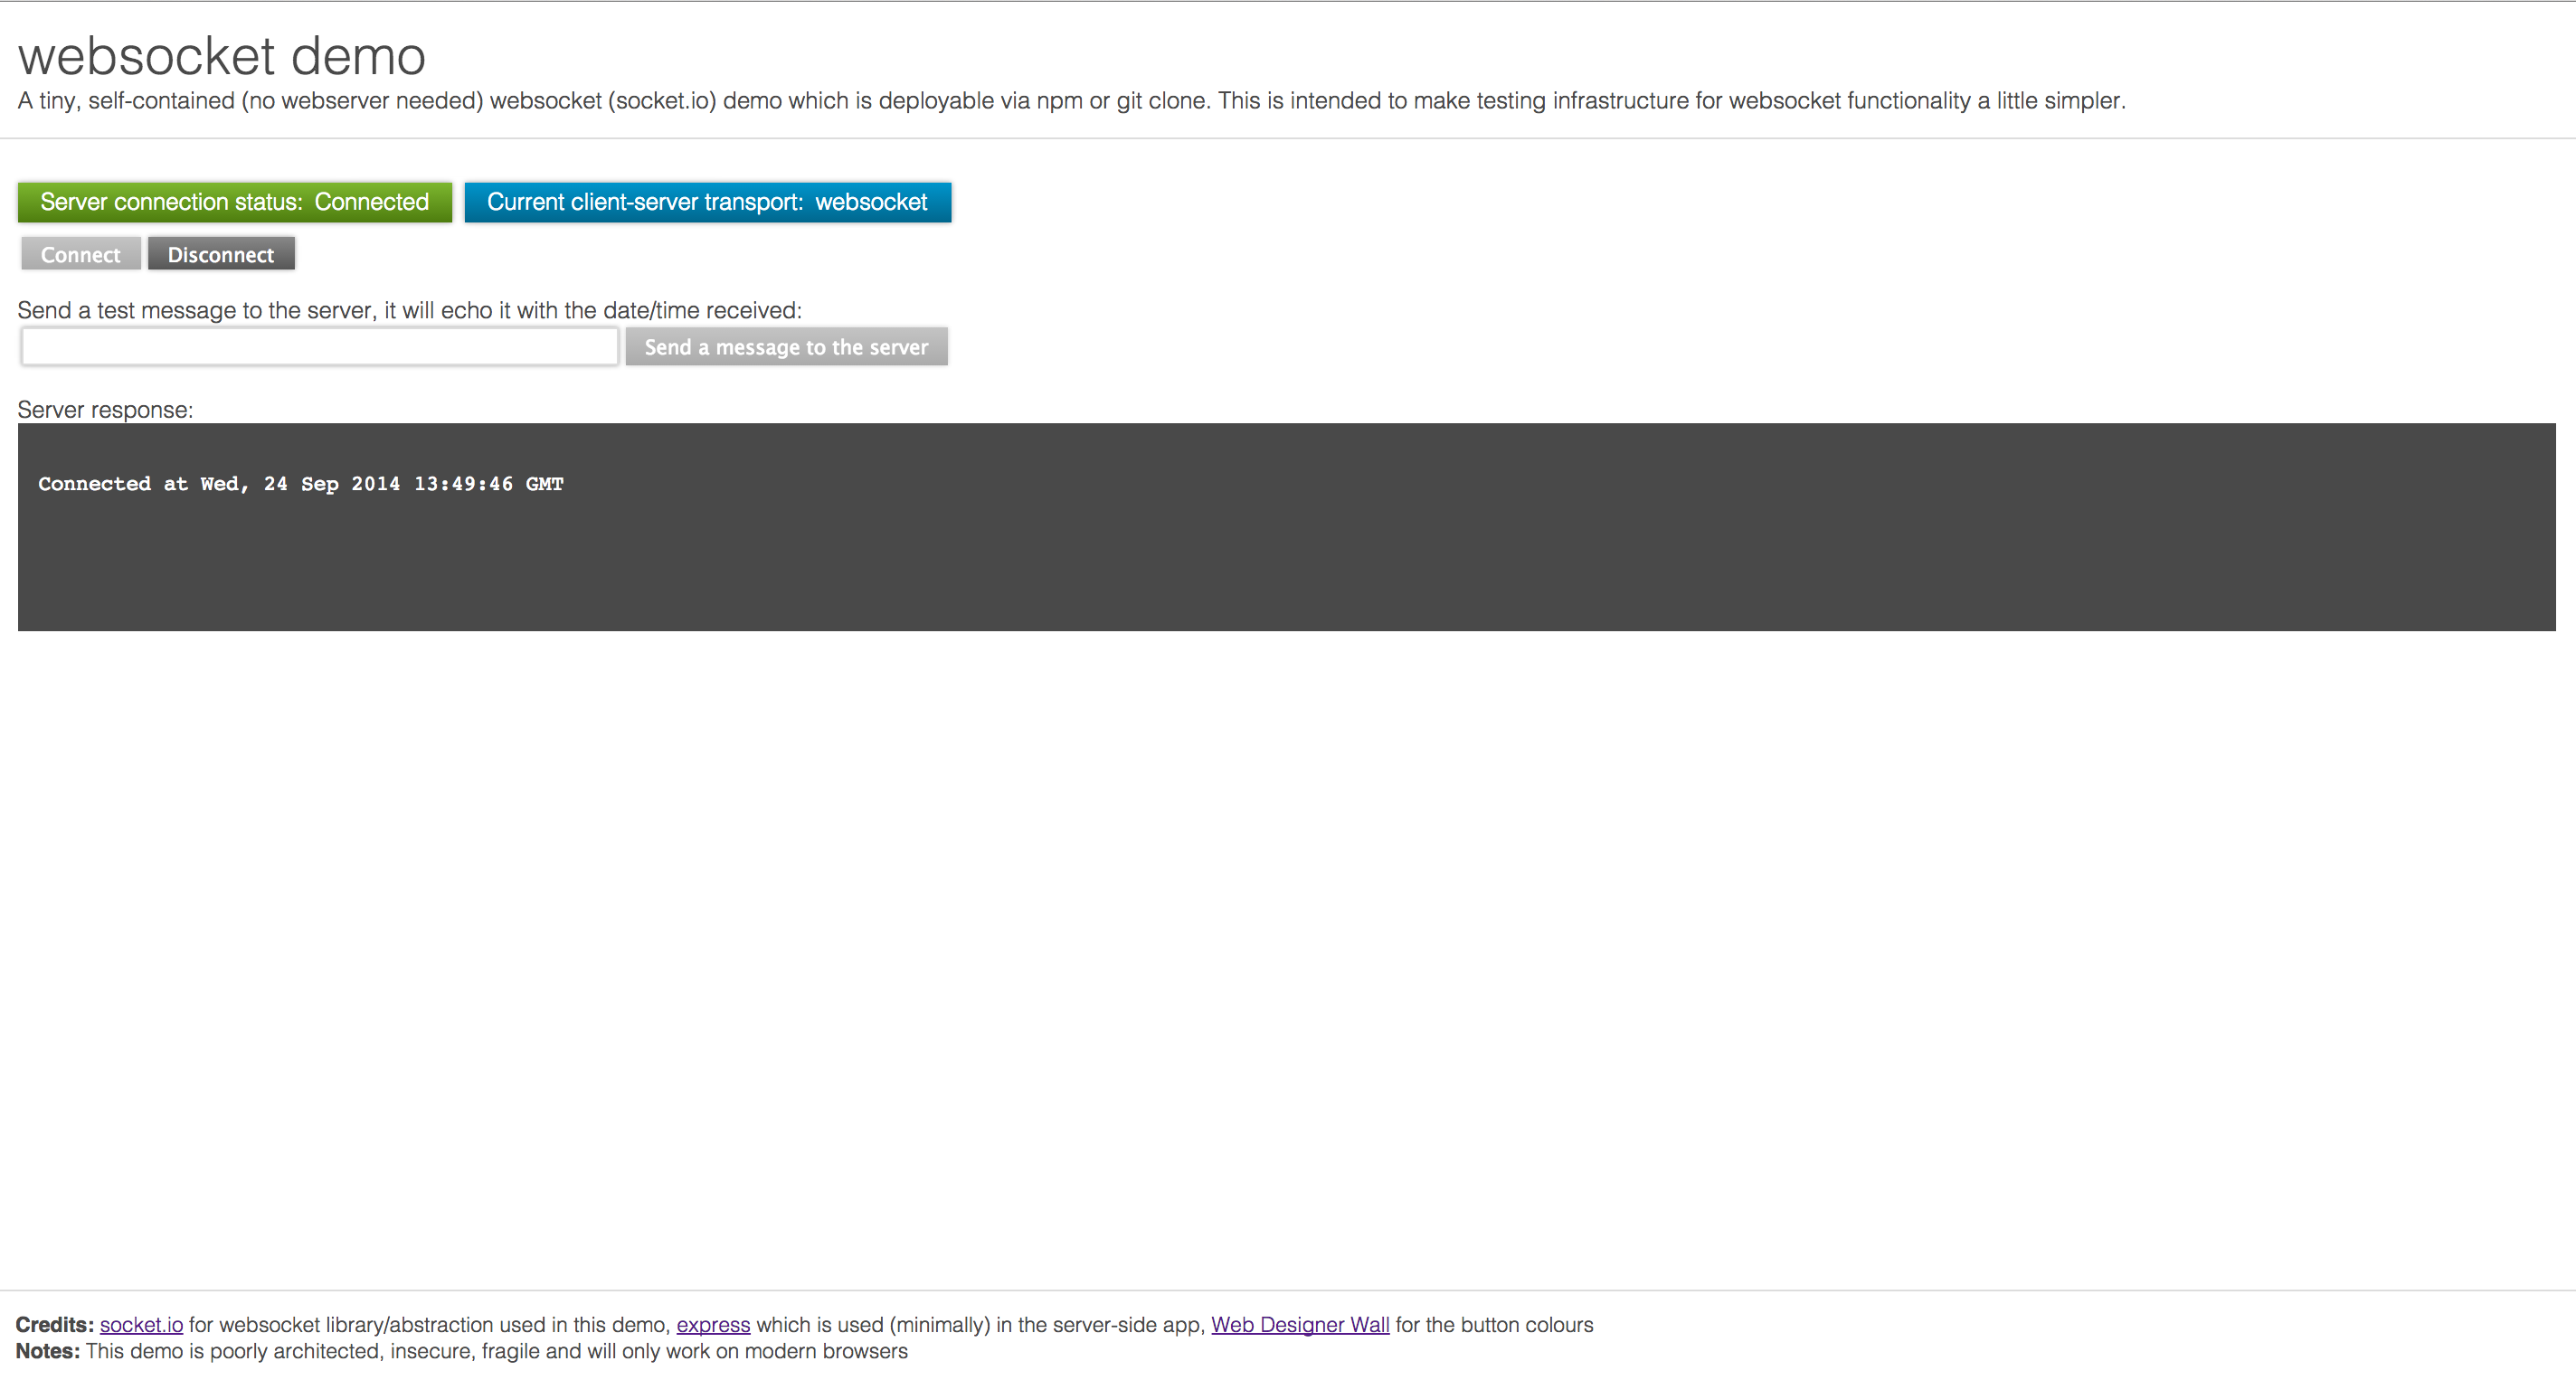 websocket demo
A tiny, self-contained (no webserver needed) websocket (socket.io) demo which is deployable via npm or git clone. This is intended to make testing infrastructure for websocket functionality a little simpler.
Server connection status: Connected Current client-server transport: websocket
Connect Disconnect
Send a test message to the server, it will echo it with the date/time received:
Send a message to the server
Server response:
Connected at Wed, 24 Sep 2014 13:49:46 GMT
Credits: socket.io for websocket library/abstraction used in this demo, express which is used (minimally) in the server-side app, Web Designer Wall for the button colours
Notes: This demo is poorly architected, insecure, fragile and will only work on modern browsers